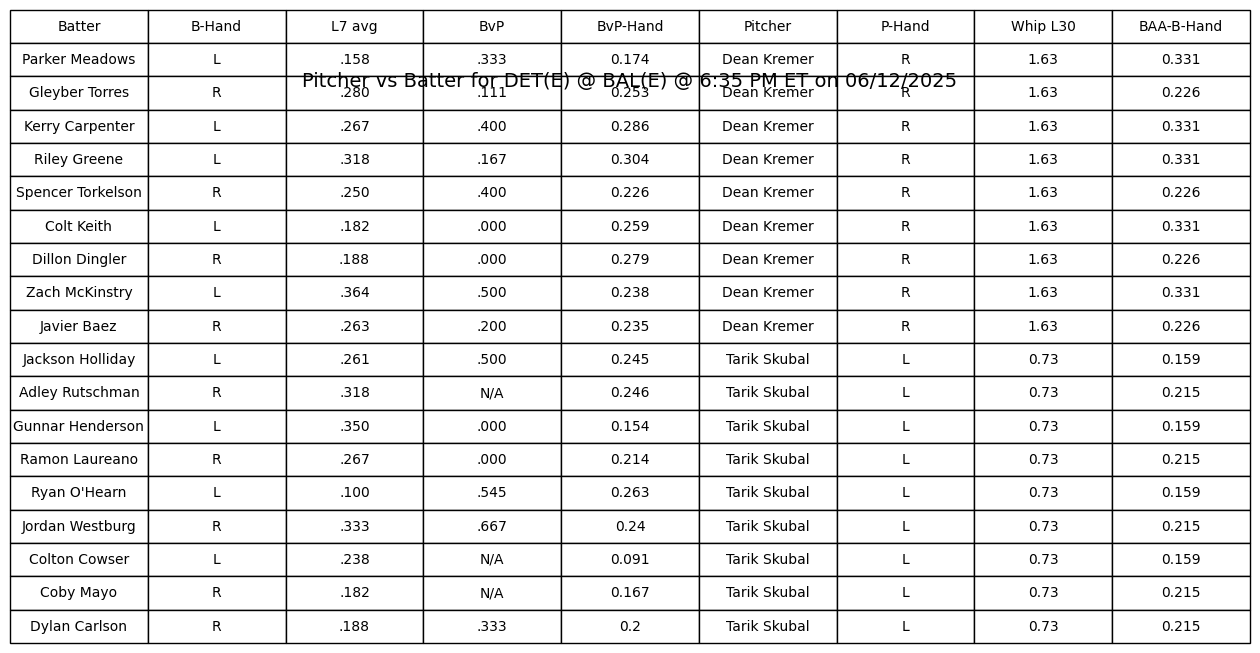 Batter B-Hand L7 avg BvP BvP-Hand Pitcher P-Hand Whip L30 BAA-B-Hand
Parker Meadows L .158 .333 0.174 Dean Kremer R 1.63 0.331
Pitcher vs Batter for DET(E) @ BAL(E) @ 6:35 PM ET on 06/12/2025
Gleyber Torres R .280 .111 0.253 Dean Kremer R 1.63 0.226
Kerry Carpenter L .267 .400 0.286 Dean Kremer R 1.63 0.331
Riley Greene L .318 .167 0.304 Dean Kremer R 1.63 0.331
Spencer Torkelson R .250 .400 0.226 Dean Kremer R 1.63 0.226
Colt Keith L .182 .000 0.259 Dean Kremer R 1.63 0.331
Dillon Dingler R .188 .000 0.279 Dean Kremer R 1.63 0.226
Zach McKinstry L .364 .500 0.238 Dean Kremer R 1.63 0.331
Javier Baez R .263 .200 0.235 Dean Kremer R 1.63 0.226
Jackson Holliday L .261 .500 0.245 Tarik Skubal L 0.73 0.159
Adley Rutschman R .318 N/A 0.246 Tarik Skubal L 0.73 0.215
Gunnar Henderson L .350 .000 0.154 Tarik Skubal L 0.73 0.159
Ramon Laureano R .267 .000 0.214 Tarik Skubal L 0.73 0.215
Ryan O'Hearn L .100 .545 0.263 Tarik Skubal L 0.73 0.159
Jordan Westburg R .333 .667 0.24 Tarik Skubal L 0.73 0.215
Colton Cowser L .238 N/A 0.091 Tarik Skubal L 0.73 0.159
Coby Mayo R .182 N/A 0.167 Tarik Skubal L 0.73 0.215
Dylan Carlson R .188 .333 0.2 Tarik Skubal L 0.73 0.215